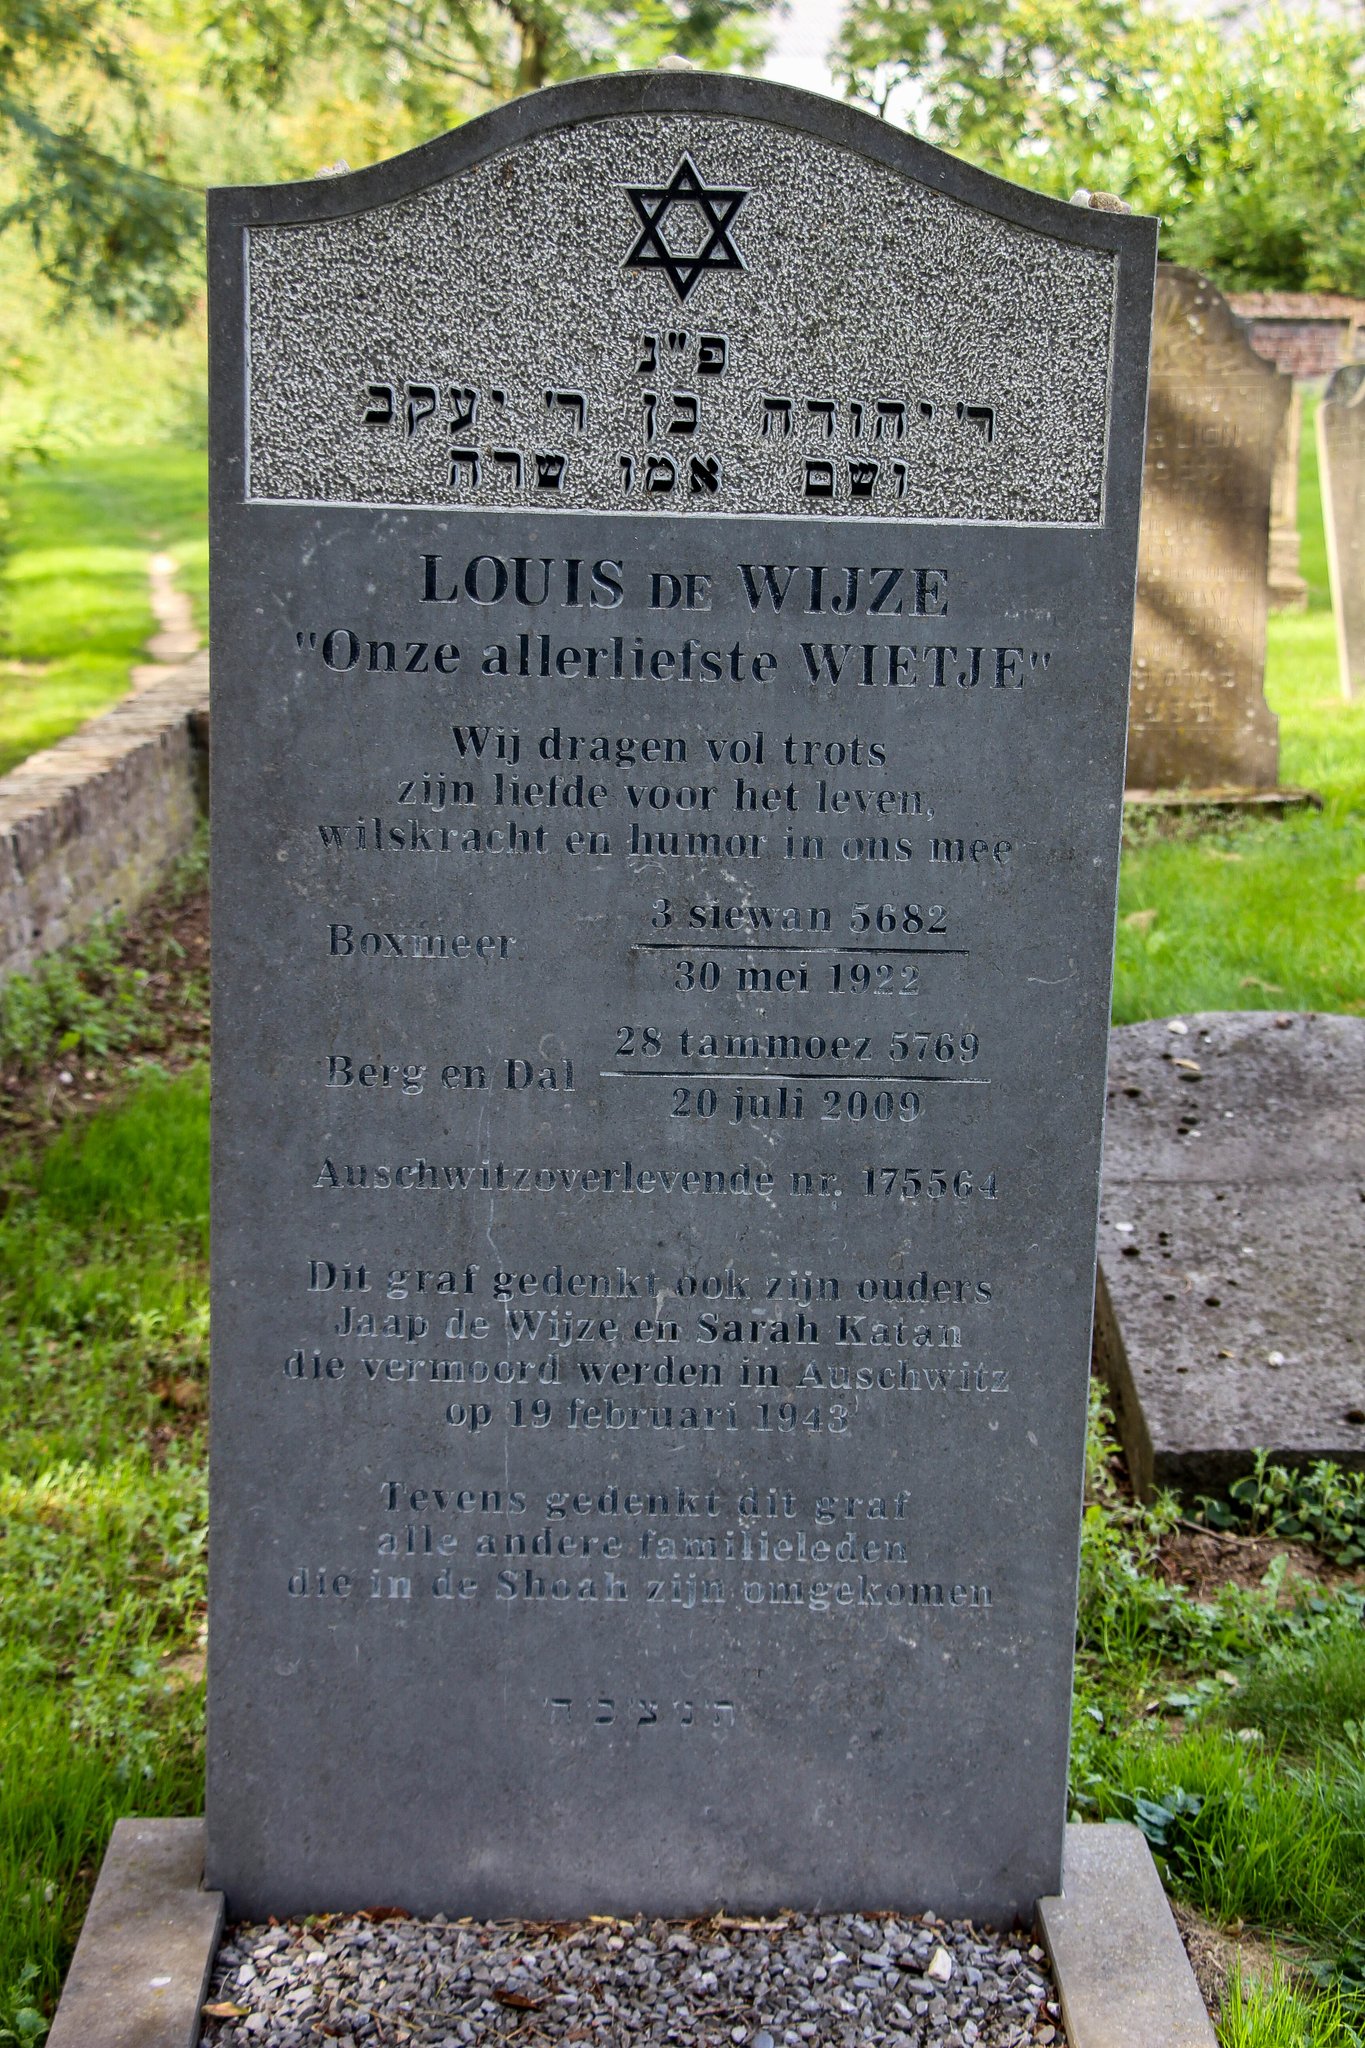 פ"נ
ר' יהודה בן ר' יעקב
ושם אמו שרה
LOUIS DE WIJZE
"Onze allerliefste WIETJE"
Wij dragen vol trots
zijn liefde voor het leven,
wilskracht en humor in ons mee
Boxmeer
3 siewan 5682
30 mei 1922
Berg en Dal
28 tammoez 5769
20 juli 2009
Auschwitzoverlevende nr. 175564
Dit graf gedenkt ook zijn ouders
Jaap de Wijze en Sarah Katan
die vermoord werden in Auschwitz
op 19 februari 1943
Tevens gedenkt dit graf
alle andere familieleden
die in de Shoah zijn omgekomen
ת'נ'צ'ב'ה'